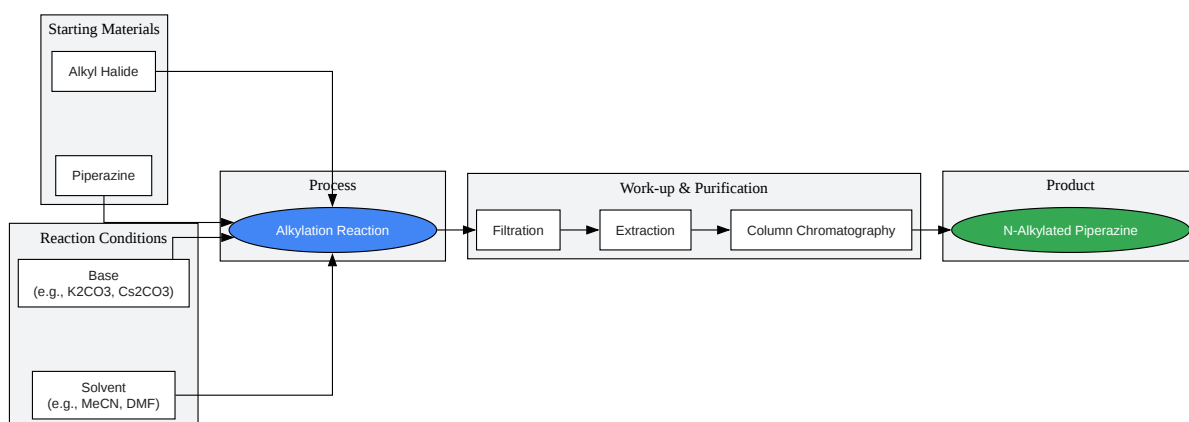 Starting Materials
Alkyl Halide
Piperazine
Reaction Conditions
Base
(e.g., K2CO3, Cs2CO3)
Solvent
(e.g., MeCN, DMF)
Process
Alkylation Reaction
Work-up & Purification
Filtration
Extraction
Column Chromatography
Product
N-Alkylated Piperazine